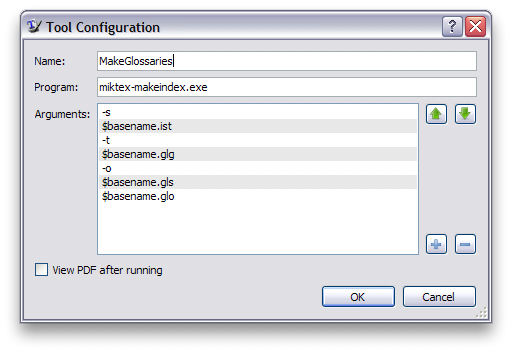 Tool Configuration
Name: MakeGlossaries
Program: miktex-makeindex.exe
Arguments: -s
$basename.ist
-t
$basename.glg
-o
$basename.gls
$basename.glo
View PDF after running
OK Cancel